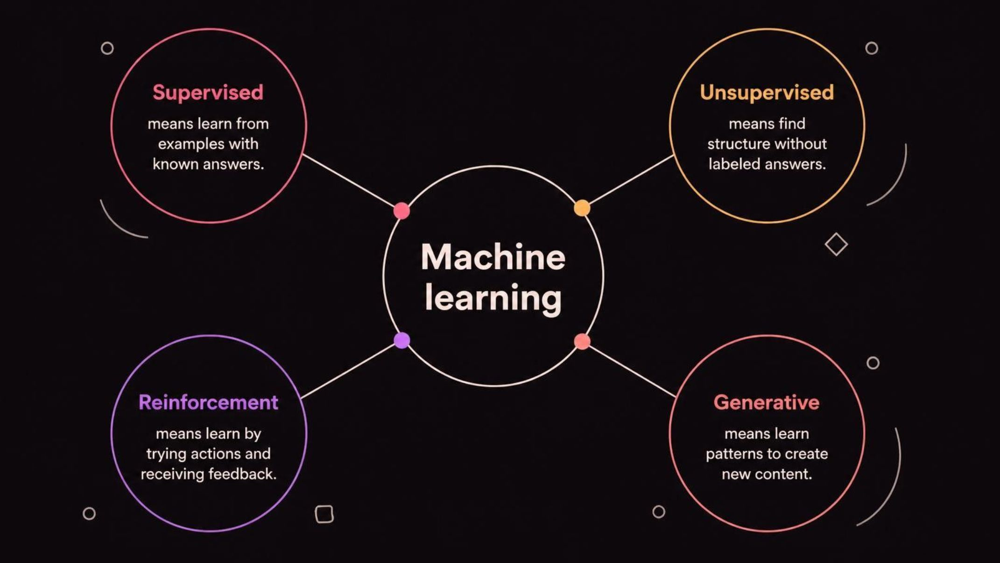 Supervised
means learn from
examples with
known answers.
Unsupervised
means find
structure without
labeled answers.
Machine
learning
Reinforcement
means learn by
trying actions and
receiving feedback.
Generative
means learn
patterns to create
new content.